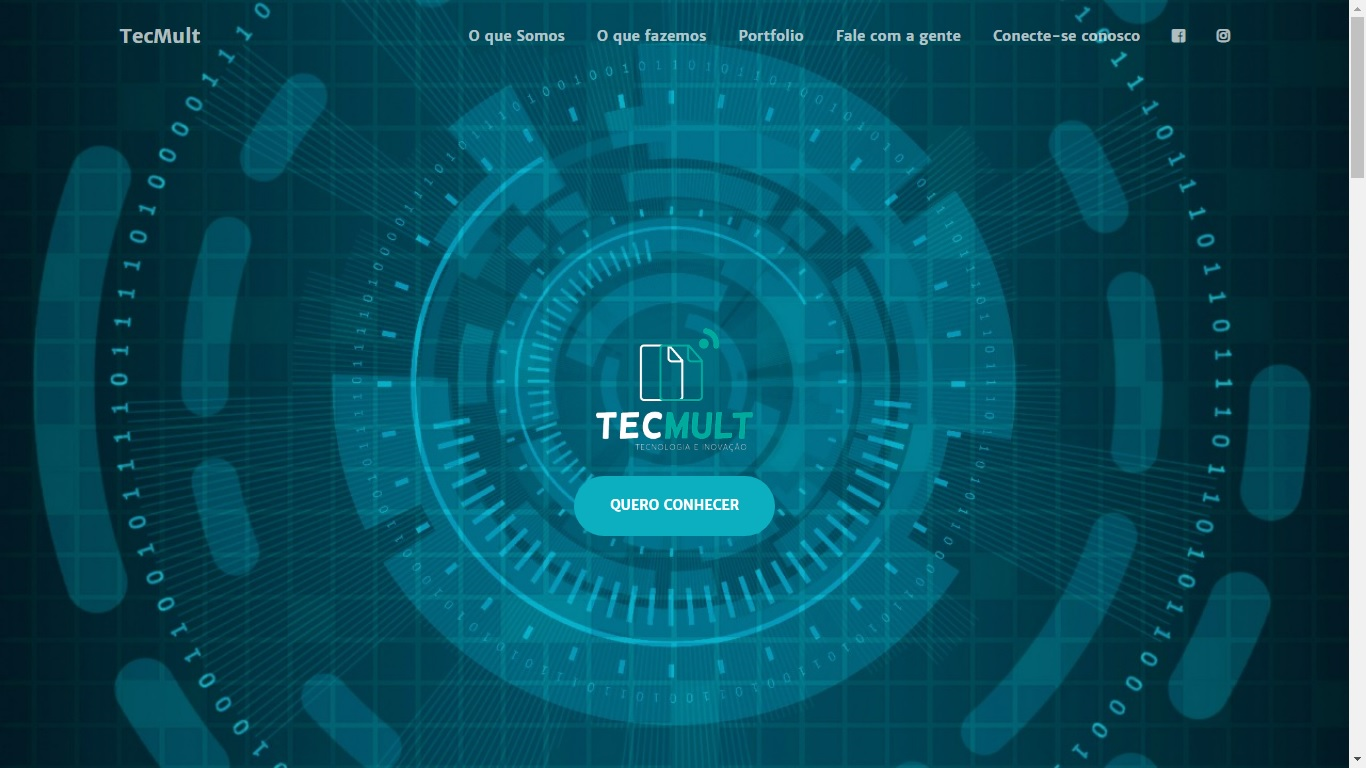 TecMult
O que Somos
O que fazemos
Portfolio
Fale com a gente
Conecte-se conosco
TECMULT
TECNOLOGIA E INOVAÇÃO
QUERO CONHECER